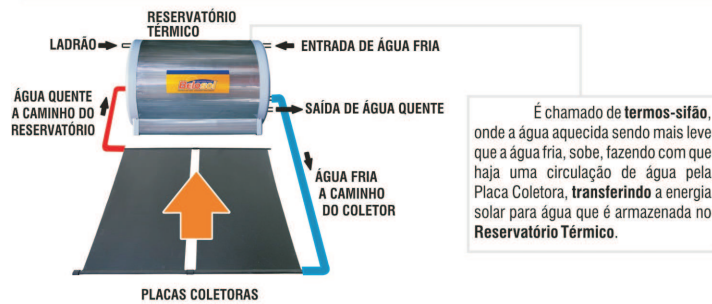 RESERVATÓRIO
TÉRMICO
LADRÃO
ENTRADA DE ÁGUA FRIA
ÁGUA QUENTE
A CAMINHO DO
RESERVATÓRIO
SAÍDA DE ÁGUA QUENTE
ÁGUA FRIA
A CAMINHO
DO COLETOR
PLACAS COLETORAS
É chamado de termos-sifão,
onde a água aquecida sendo mais leve
que a água fria, sobe, fazendo com que
haja uma circulação de água pela
Placa Coletora, transferindo a energia
solar para água que é armazenada no
Reservatório Térmico.